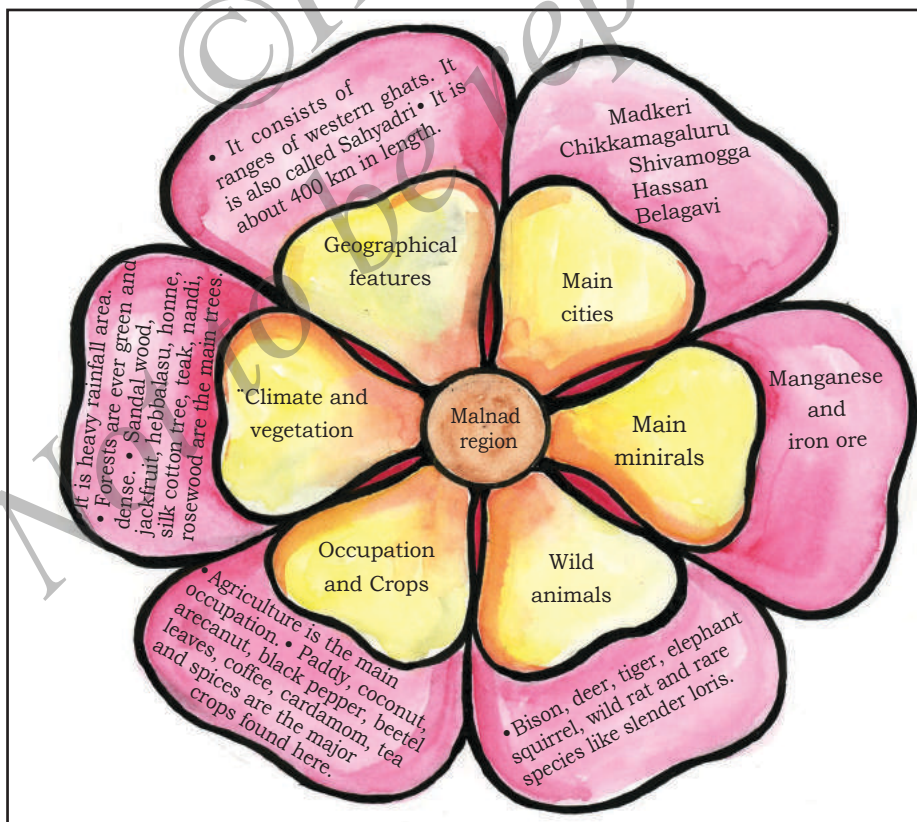 • It consists of
ranges of western ghats. It
is also called Sahyadri • It is
about 400 km in length.
Geographical
features
Madkeri
Chikkamagaluru
Shivamogga
Hassan
Belagavi
Main
cities
Manganese
and
iron ore
Main
minirals
Malnad
region
It is heavy rainfall area.
• Forests are ever green and
dense. • Sandal wood,
jackfruit, hebbalasu, honne,
silk cotton tree, teak, nandi,
rosewood are the main trees.
Climate and
vegetation
Occupation
and Crops
• Agriculture is the main
occupation. • Paddy, coconut,
arecanut, black pepper, beetel
leaves, coffee, cardamom, tea
and spices are the major
crops found here.
Wild
animals
• Bison, deer, tiger, elephant
squirrel, wild rat and rare
species like slender loris.
Not to be rep